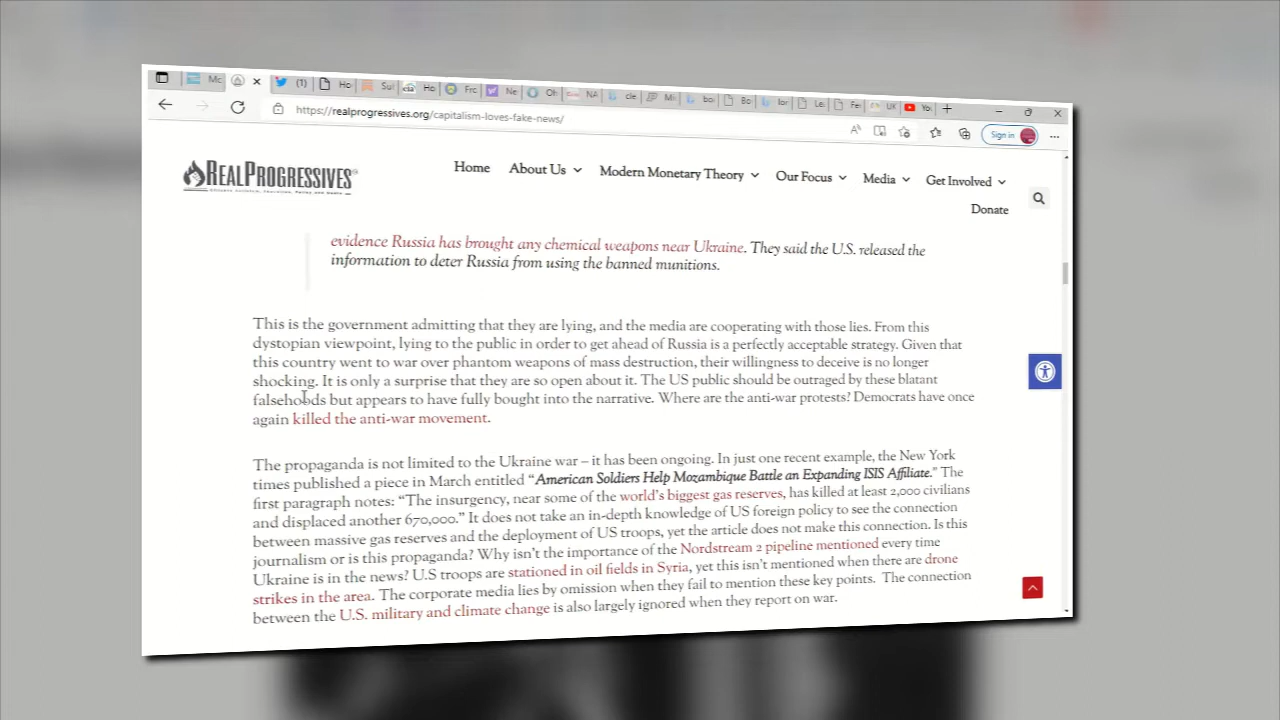 Mc
(1)
Ho
Sul
Ho
Frc
Ne
NA
cle
https://realprogressives.org/capitalism-loves-fake-news/
Sign in
REALPROGRESSIVES
Home
About Us
Modern Monetary Theory
Our Focus
Media
Get Involved
Donate
evidence Russia has brought any chemical weapons near Ukraine. They said the U.S. released the
information to deter Russia from using the banned munitions.
This is the government admitting that they are lying, and the media are cooperating with those lies. From this
dystopian viewpoint, lying to the public in order to get ahead of Russia is a perfectly acceptable strategy. Given that
this country went to war over phantom weapons of mass destruction, their willingness to deceive is no longer
shocking. It is only a surprise that they are so open about it. The US public should be outraged by these blatant
falsehoods but appears to have fully bought into the narrative. Where are the anti-war protests? Democrats have once
again killed the anti-war movement.
The propaganda is not limited to the Ukraine war – it has been ongoing. In just one recent example, the New York
times published a piece in March entitled “American Soldiers Help Mozambique Battle an Expanding ISIS Affiliate.” The
first paragraph notes: “The insurgency, near some of the world's biggest gas reserves, has killed at least 2,000 civilians
and displaced another 670,000.” It does not take an in-depth knowledge of US foreign policy to see the connection
between massive gas reserves and the deployment of US troops, yet the article does not make this connection. Is this
journalism or is this propaganda? Why isn't the importance of the Nordstream 2 pipeline mentioned every time
Ukraine is in the news? U.S troops are stationed in oil fields in Syria, yet this isn't mentioned when there are drone
strikes in the area. The corporate media lies by omission when they fail to mention these key points. The connection
between the U.S. military and climate change is also largely ignored when they report on war.